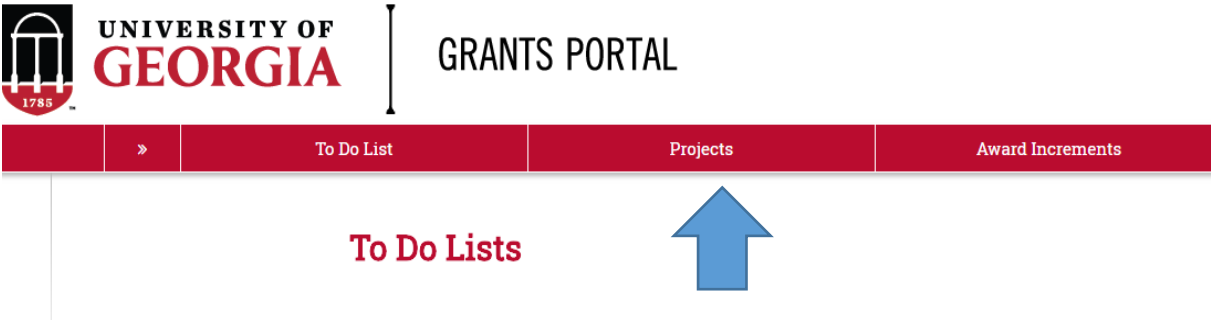 UNIVERSITY OF
GEORGIA
1785
GRANTS PORTAL
» To Do List Projects Award Increments
To Do Lists